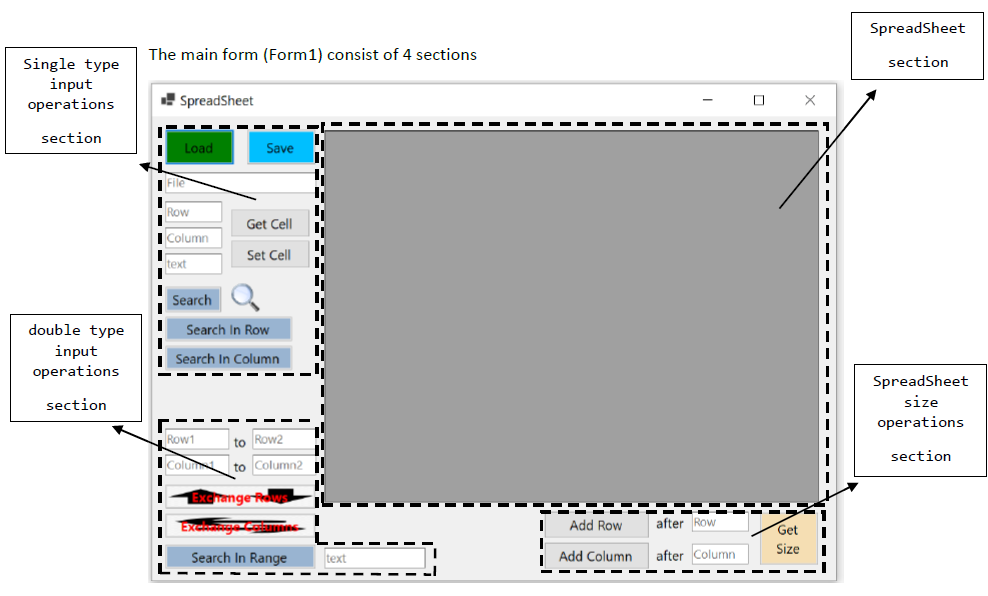 The main form (Form1) consist of 4 sections
SpreadSheet
section
Single type
input
operations
section
SpreadSheet
Load
Save
File
Row
Get Cell
Column
Set Cell
text
Search
Search In Row
Search In Column
double type
input
operations
section
Row1 to Row2
Column1 to Column2
Exchange Rows
Exchange Columns
Search In Range
text
SpreadSheet
size
operations
section
Add Row after Row
Add Column after Column
Get
Size